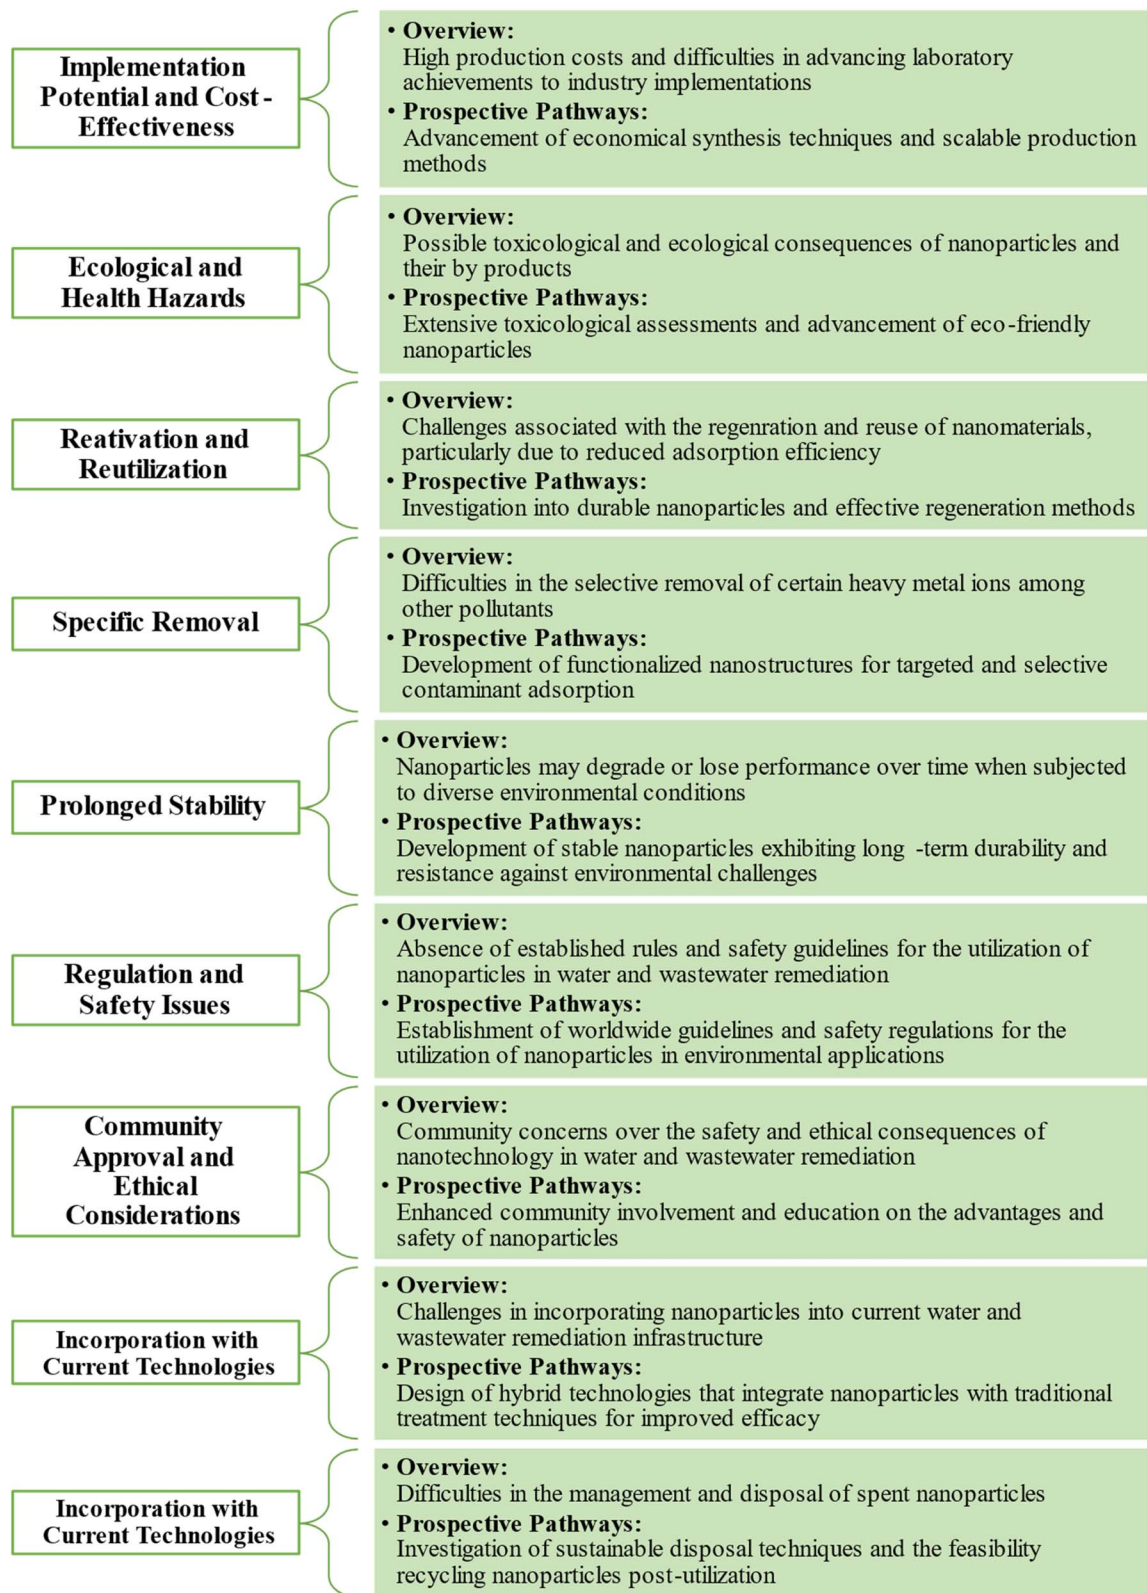 Implementation
Potential and Cost-
Effectiveness
• Overview:
High production costs and difficulties in advancing laboratory
achievements to industry implementations
• Prospective Pathways:
Advancement of economical synthesis techniques and scalable production
methods
Ecological and
Health Hazards
• Overview:
Possible toxicological and ecological consequences of nanoparticles and
their by products
• Prospective Pathways:
Extensive toxicological assessments and advancement of eco-friendly
nanoparticles
Reativation and
Reutilization
• Overview:
Challenges associated with the regenration and reuse of nanomaterials,
particularly due to reduced adsorption efficiency
• Prospective Pathways:
Investigation into durable nanoparticles and effective regeneration methods
Specific Removal
• Overview:
Difficulties in the selective removal of certain heavy metal ions among
other pollutants
• Prospective Pathways:
Development of functionalized nanostructures for targeted and selective
contaminant adsorption
Prolonged Stability
• Overview:
Nanoparticles may degrade or lose performance over time when subjected
to diverse environmental conditions
• Prospective Pathways:
Development of stable nanoparticles exhibiting long -term durability and
resistance against environmental challenges
Regulation and
Safety Issues
• Overview:
Absence of established rules and safety guidelines for the utilization of
nanoparticles in water and wastewater remediation
• Prospective Pathways:
Establishment of worldwide guidelines and safety regulations for the
utilization of nanoparticles in environmental applications
Community
Approval and
Ethical
Considerations
• Overview:
Community concerns over the safety and ethical consequences of
nanotechnology in water and wastewater remediation
• Prospective Pathways:
Enhanced community involvement and education on the advantages and
safety of nanoparticles
Incorporation with
Current Technologies
• Overview:
Challenges in incorporating nanoparticles into current water and
wastewater remediation infrastructure
• Prospective Pathways:
Design of hybrid technologies that integrate nanoparticles with traditional
treatment techniques for improved efficacy
Incorporation with
Current Technologies
• Overview:
Difficulties in the management and disposal of spent nanoparticles
• Prospective Pathways:
Investigation of sustainable disposal techniques and the feasibility
recycling nanoparticles post-utilization